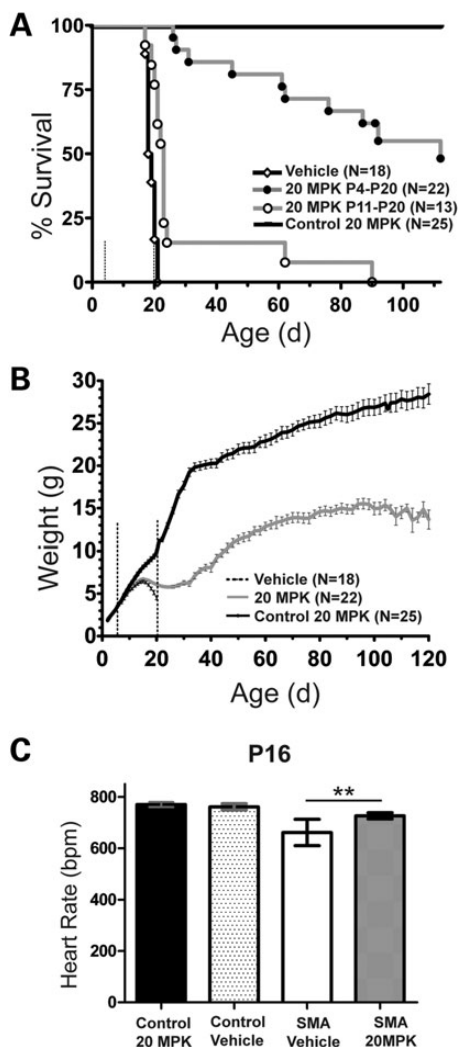 A
% Survival
100
75
50
25
0
Vehicle (N=18)
20 MPK P4-P20 (N=22)
20 MPK P11-P20 (N=13)
Control 20 MPK (N=25)
0 20 40 60 80 100
Age (d)
B
Weight (g)
30
25
20
15
10
5
0
Vehicle (N=18)
20 MPK (N=22)
Control 20 MPK (N=25)
0 20 40 60 80 100 120
Age (d)
C
P16
Heart Rate (bpm)
800
600
400
200
0
**
Control 20 MPK
Control Vehicle
SMA Vehicle
SMA 20MPK